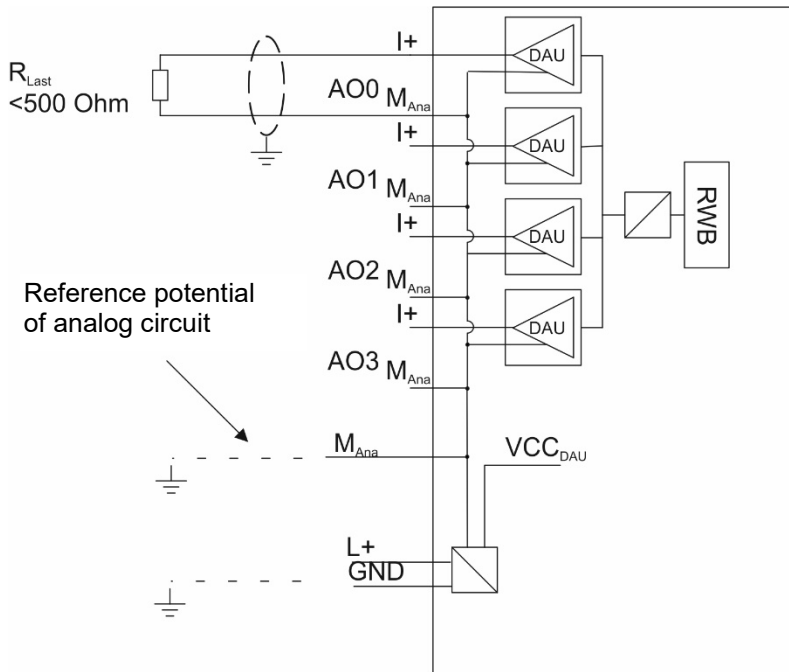 I+
DAU
R_Last
<500 Ohm
AO0 M_Ana
I+
DAU
AO1 M_Ana
I+
DAU
RWB
AO2 M_Ana
I+
DAU
Reference potential
of analog circuit
AO3 M_Ana
M_Ana
VCC_DAU
L+
GND